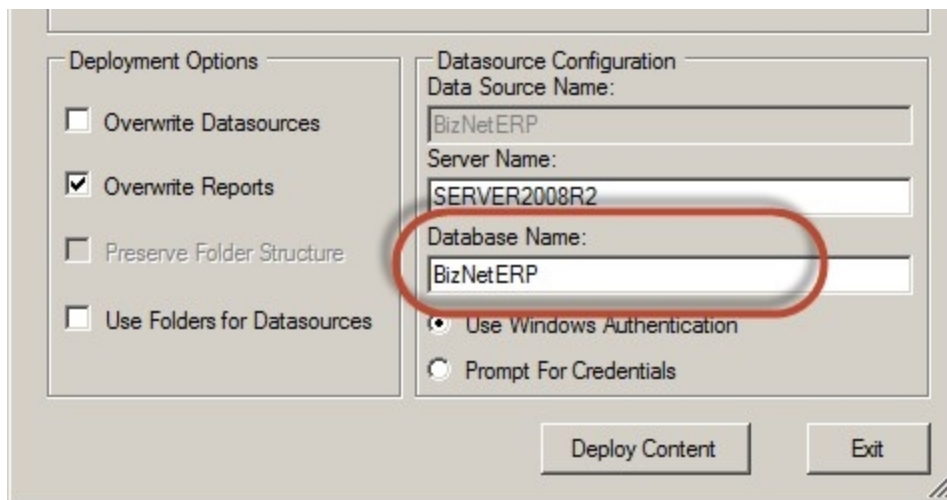 Deployment Options
Overwrite Datasources
Overwrite Reports
Preserve Folder Structure
Use Folders for Datasources
Datasource Configuration
Data Source Name:
BizNetERP
Server Name:
SERVER2008R2
Database Name:
BizNetERP
Use Windows Authentication
Prompt For Credentials
Deploy Content
Exit